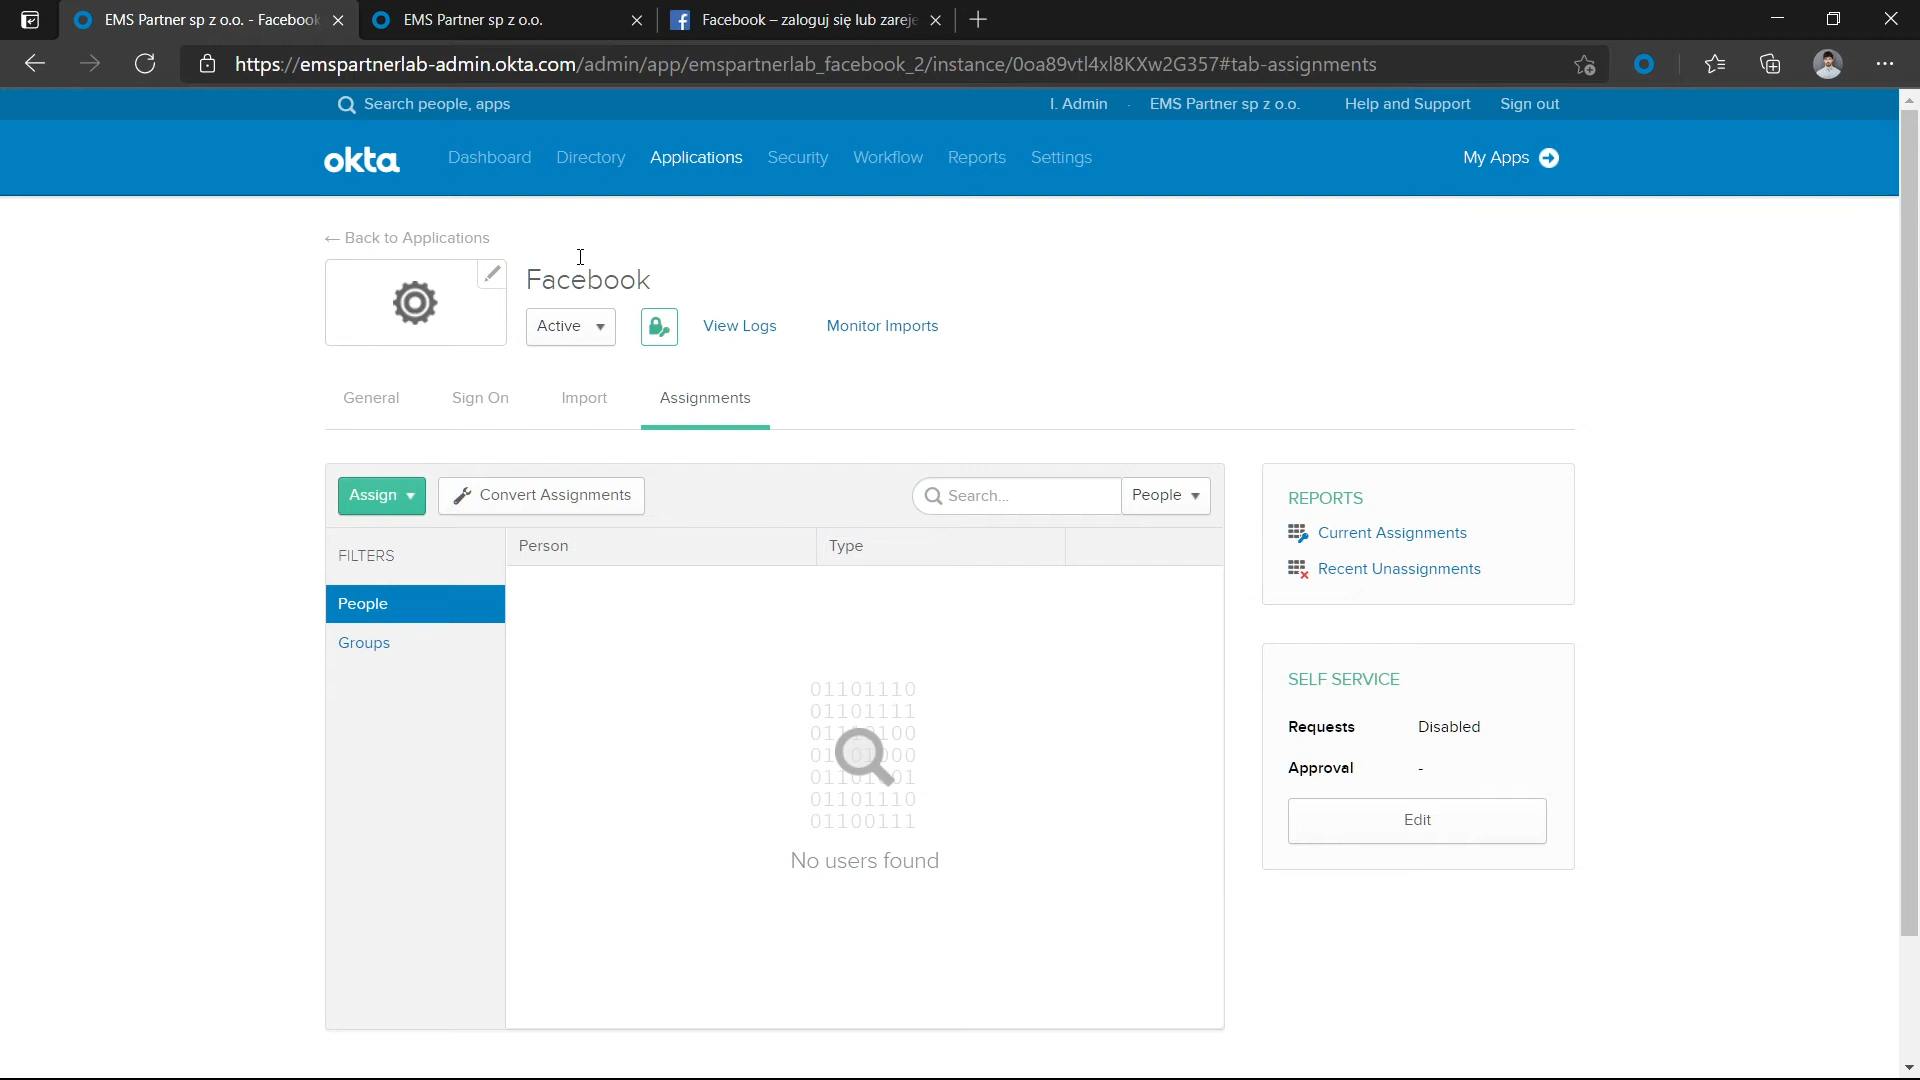 EMS Partner sp z o.o. - Facebook
EMS Partner sp z o.o.
Facebook – zaloguj się lub zareje
https://emspartnerlab-admin.okta.com/admin/app/emspartnerlab_facebook_2/instance/0oa89vtl4xl8KXw2G357#tab-assignments
Search people, apps
I. Admin · EMS Partner sp z o.o. Help and Support Sign out
okta Dashboard Directory Applications Security Workflow Reports Settings My Apps
← Back to Applications
Facebook
Active View Logs Monitor Imports
General Sign On Import Assignments
Assign Convert Assignments Search... People
FILTERS
Person Type
People
Groups
01101110
01101111
01110100
01101000
01101001
01101110
01100111
No users found
REPORTS
Current Assignments
Recent Unassignments
SELF SERVICE
Requests Disabled
Approval -
Edit